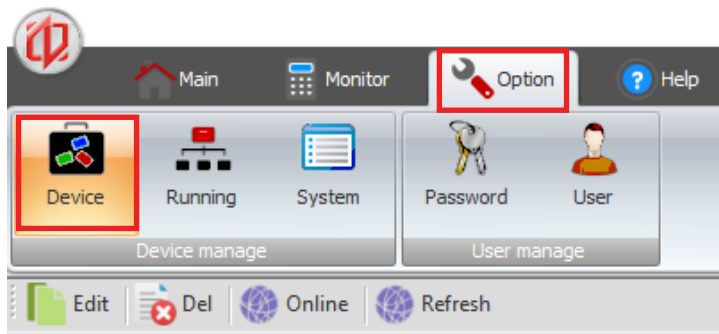 Main Monitor Option ? Help
Device Running System Password User
Device manage User manage
Edit Del Online Refresh